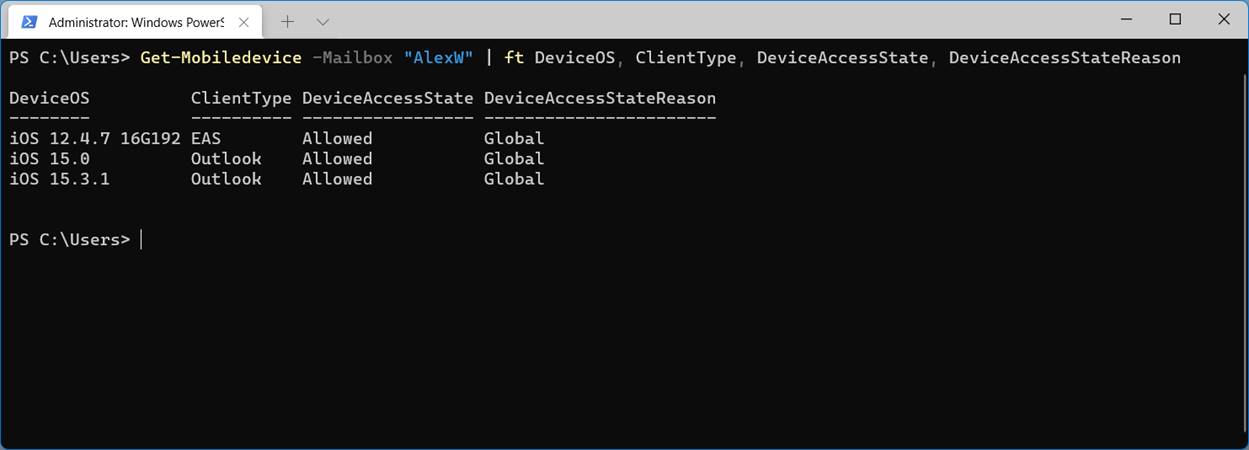 Administrator: Windows PowerS
PS C:\Users> Get-Mobiledevice -Mailbox "AlexW" | ft DeviceOS, ClientType, DeviceAccessState, DeviceAccessStateReason
DeviceOS ClientType DeviceAccessState DeviceAccessStateReason
-------- ---------- ----------------- -----------------------
iOS 12.4.7 16G192 EAS Allowed Global
iOS 15.0 Outlook Allowed Global
iOS 15.3.1 Outlook Allowed Global
PS C:\Users>